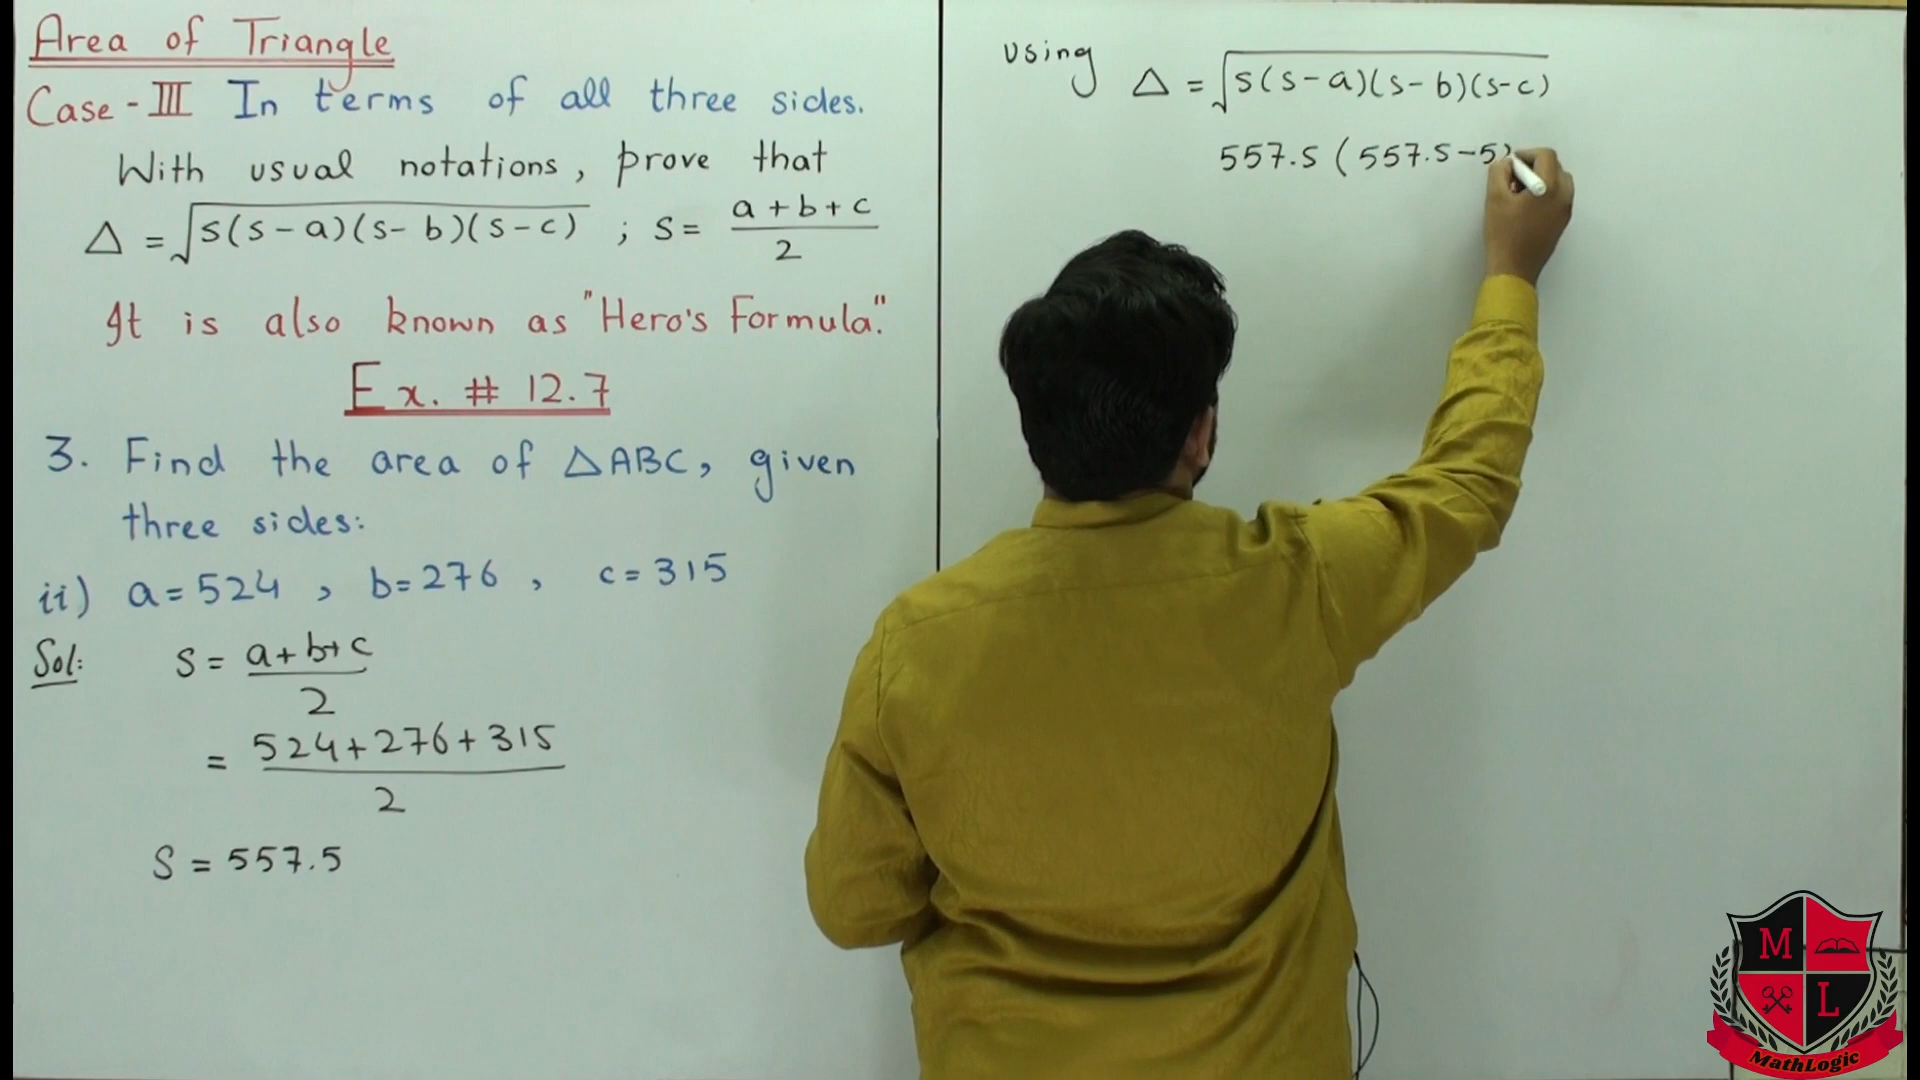 Area of Triangle
Case-III In terms of all three sides.
With usual notations, prove that
Δ = √s(s-a)(s-b)(s-c) ; S = a+b+c / 2
It is also known as "Hero's Formula."
Ex. # 12.7
3. Find the area of ΔABC, given
three sides:
ii) a=524 , b=276 , c=315
Sol: S = a+b+c / 2
= 524+276+315 / 2
S = 557.5
Using Δ = √s(s-a)(s-b)(s-c)
557.5 (557.5-5
M
L
MathLogic